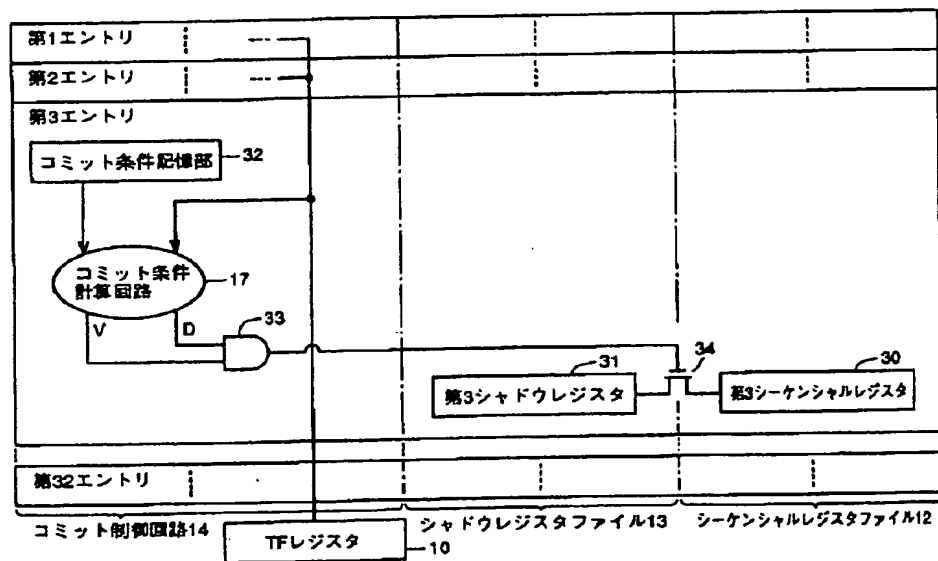 第1エントリ
第2エントリ
第3エントリ
コミット条件記憶部
32
コミット条件
計算回路
17
V
D
33
31
第3シャドウレジスタ
34
30
第3シーケンシャルレジスタ
第32エントリ
コミット制御回路14
シャドウレジスタファイル13
シーケンシャルレジスタファイル12
TFレジスタ
10